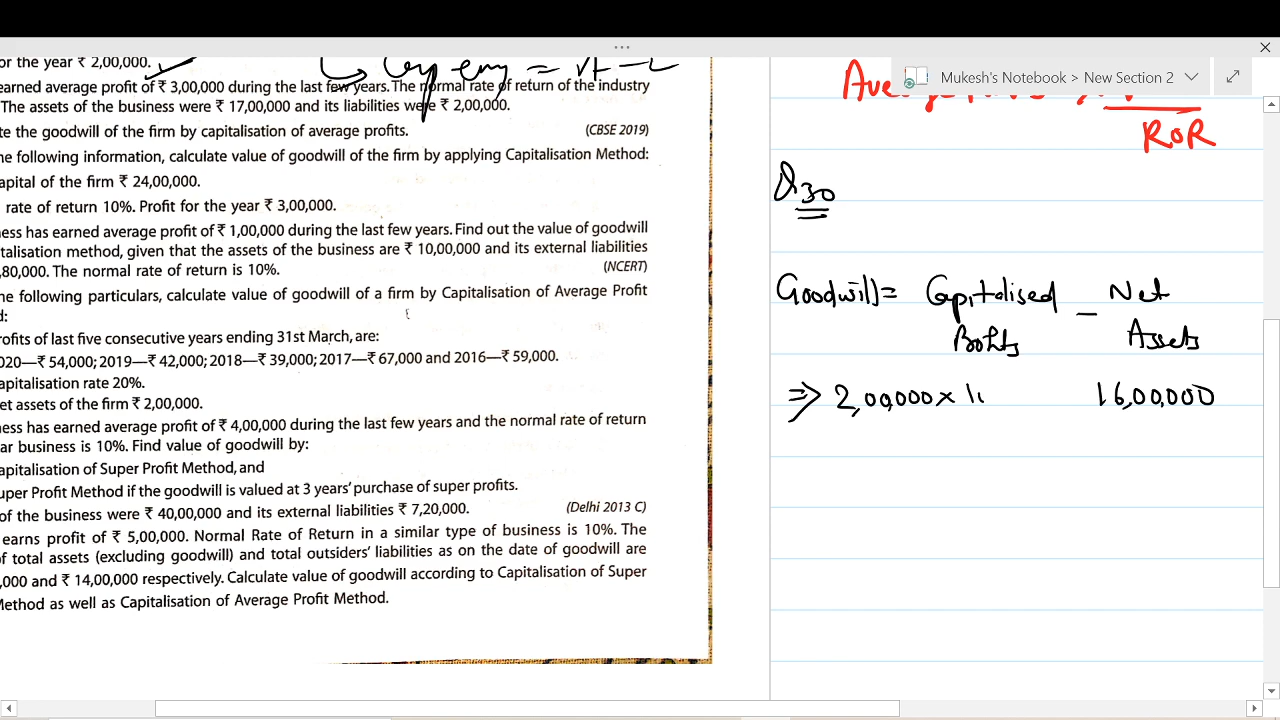 or the year ₹ 2,00,000.
Cap emy =
earned average profit of ₹ 3,00,000 during the last few years. The normal rate of return of the industry
The assets of the business were ₹ 17,00,000 and its liabilities were ₹ 2,00,000.
te the goodwill of the firm by capitalisation of average profits. (CBSE 2019)
he following information, calculate value of goodwill of the firm by applying Capitalisation Method:
apital of the firm ₹ 24,00,000.
rate of return 10%. Profit for the year ₹ 3,00,000.
ness has earned average profit of ₹ 1,00,000 during the last few years. Find out the value of goodwill
talisation method, given that the assets of the business are ₹ 10,00,000 and its external liabilities
,80,000. The normal rate of return is 10%. (NCERT)
he following particulars, calculate value of goodwill of a firm by Capitalisation of Average Profit
d:
rofits of last five consecutive years ending 31st March, are:
020—₹ 54,000; 2019—₹ 42,000; 2018—₹ 39,000; 2017—₹ 67,000 and 2016—₹ 59,000.
apitalisation rate 20%.
et assets of the firm ₹ 2,00,000.
ness has earned average profit of ₹ 4,00,000 during the last few years and the normal rate of return
ar business is 10%. Find value of goodwill by:
apitalisation of Super Profit Method, and
uper Profit Method if the goodwill is valued at 3 years' purchase of super profits.
of the business were ₹ 40,00,000 and its external liabilities ₹ 7,20,000. (Delhi 2013 C)
earns profit of ₹ 5,00,000. Normal Rate of Return in a similar type of business is 10%. The
of total assets (excluding goodwill) and total outsiders' liabilities as on the date of goodwill are
,000 and ₹ 14,00,000 respectively. Calculate value of goodwill according to Capitalisation of Super
Method as well as Capitalisation of Average Profit Method.
Mukesh's Notebook > New Section 2
Average
ROR
Q.30
Goodwill = Capitalised - Net
Profits Assets
⇒ 2,00,000 × 1 16,00,000